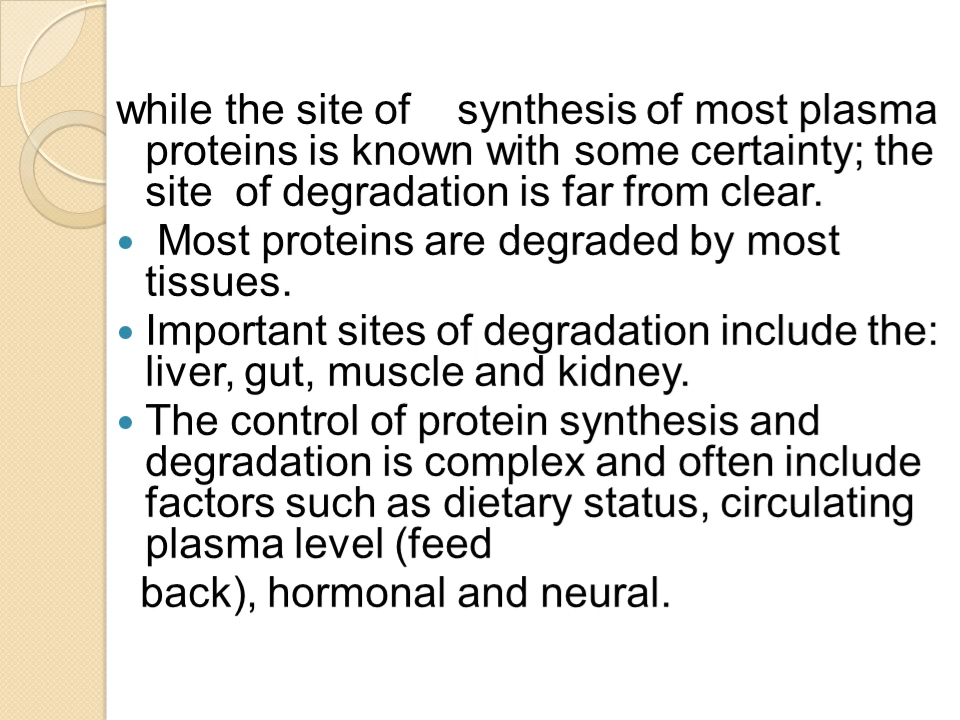 while the site of    synthesis of most plasma
proteins is known with some certainty; the
site  of degradation is far from clear.
•  Most proteins are degraded by most
tissues.
• Important sites of degradation include the:
liver, gut, muscle and kidney.
• The control of protein synthesis and
degradation is complex and often include
factors such as dietary status, circulating
plasma level (feed
back), hormonal and neural.